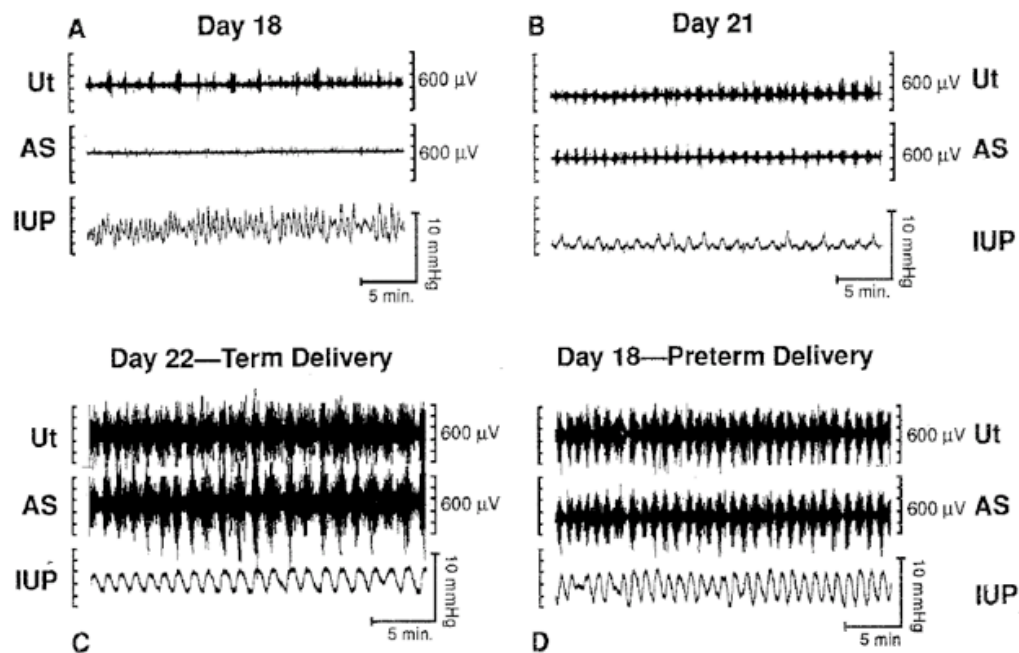 A Day 18
Ut 600 µV
AS 600 µV
IUP 10 mmHg
5 min.
B Day 21
600 µV Ut
600 µV AS
10 mmHg IUP
5 min.
Day 22—Term Delivery
Ut 600 µV
AS 600 µV
IUP 10 mmHg
5 min.
C
Day 18—Preterm Delivery
600 µV Ut
600 µV AS
10 mmHg IUP
5 min
D